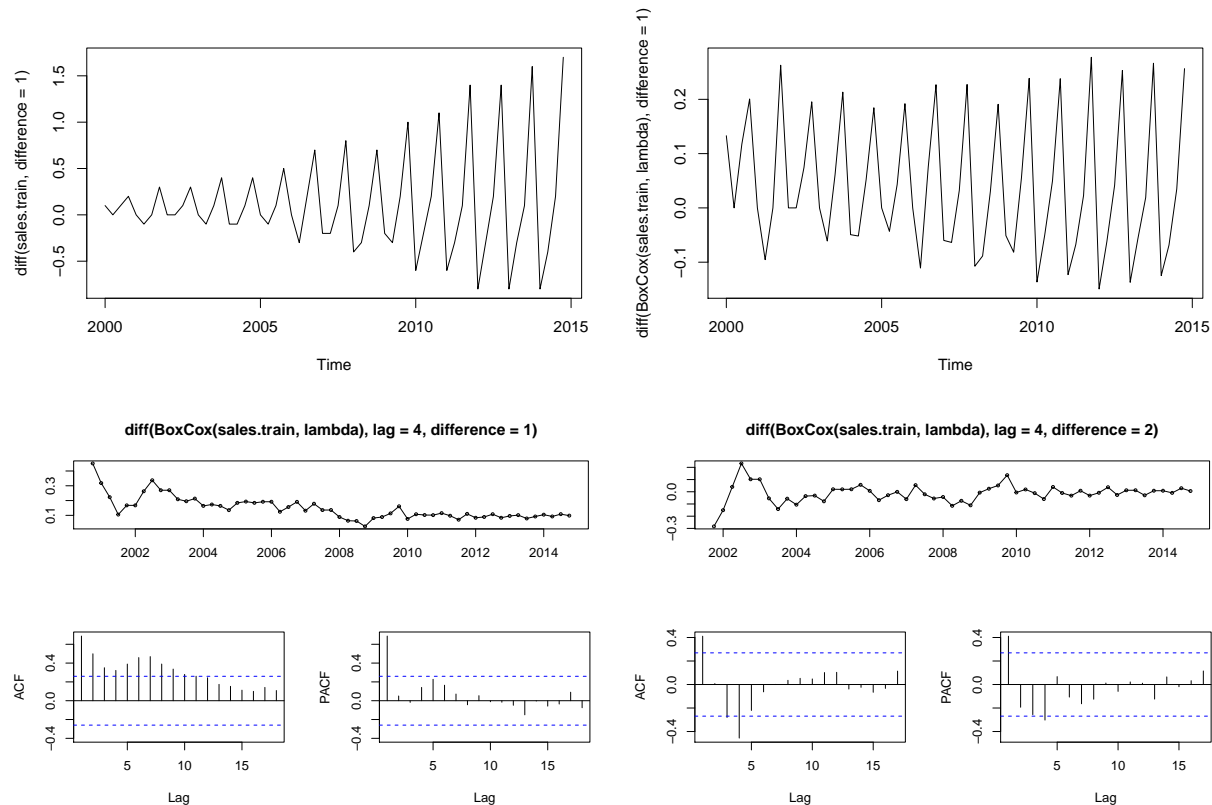 diff(sales.train, difference = 1)
1.5
1.0
0.5
0.0
−0.5
2000 2005 2010 2015
Time
diff(BoxCox(sales.train, lambda), difference = 1)
0.2
0.1
0.0
−0.1
2000 2005 2010 2015
Time
diff(BoxCox(sales.train, lambda), lag = 4, difference = 1)
0.3
0.1
2002 2004 2006 2008 2010 2012 2014
ACF
0.4
0.0
−0.4
5 10 15
Lag
PACF
0.4
0.0
−0.4
5 10 15
Lag
diff(BoxCox(sales.train, lambda), lag = 4, difference = 2)
0.0
−0.3
2002 2004 2006 2008 2010 2012 2014
ACF
0.4
0.0
−0.4
5 10 15
Lag
PACF
0.4
0.0
−0.4
5 10 15
Lag